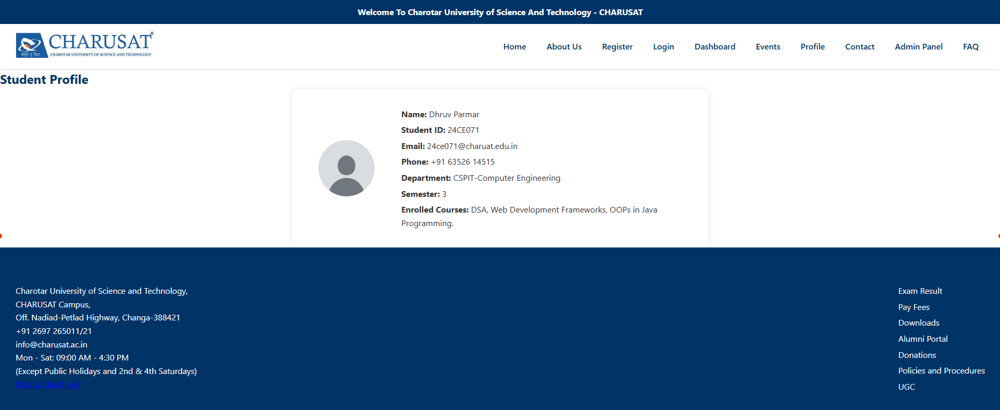 Welcome To Charotar University of Science And Technology - CHARUSAT
CHARUSAT®
CHAROTAR UNIVERSITY OF SCIENCE AND TECHNOLOGY
अमृतं तु विद्या
Home About Us Register Login Dashboard Events Profile Contact Admin Panel FAQ
Student Profile
Name: Dhruv Parmar
Student ID: 24CE071
Email: 24ce071@charuat.edu.in
Phone: +91 63526 14515
Department: CSPIT-Computer Engineering
Semester: 3
Enrolled Courses: DSA, Web Development Frameworks, OOPs in Java
Programming.
Charotar University of Science and Technology,
CHARUSAT Campus,
Off. Nadiad-Petlad Highway, Changa-388421
+91 2697 265011/21
info@charusat.ac.in
Mon - Sat: 09:00 AM - 4:30 PM
(Except Public Holidays and 2nd & 4th Saturdays)
How to Reach us?
Exam Result
Pay Fees
Downloads
Alumni Portal
Donations
Policies and Procedures
UGC